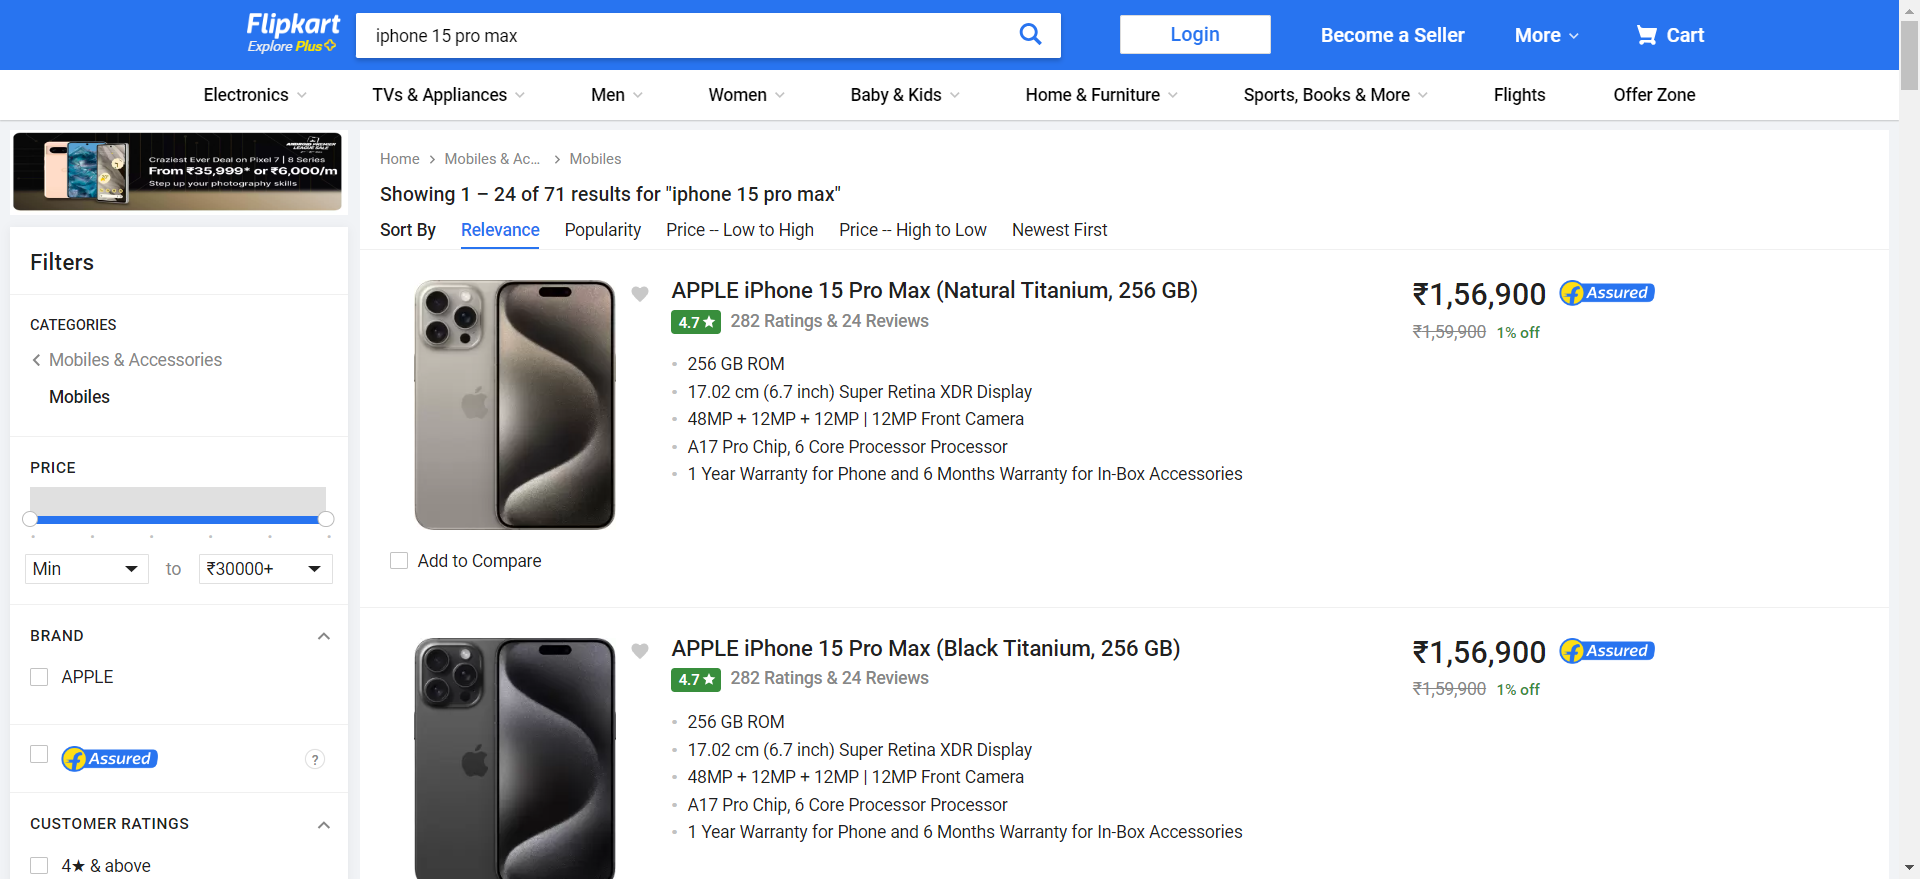 Flipkart
Explore Plus
iphone 15 pro max
Login
Become a Seller
More
Cart
Electronics
TVs & Appliances
Men
Women
Baby & Kids
Home & Furniture
Sports, Books & More
Flights
Offer Zone
ANDROID PREMIER
LEAGUE SALE
Craziest Ever Deal on Pixel 7 | 8 Series
From ₹35,999* or ₹6,000/m
Step up your photography skills
Filters
CATEGORIES
Mobiles & Accessories
Mobiles
PRICE
Min
to
₹30000+
BRAND
APPLE
Assured
?
CUSTOMER RATINGS
4★ & above
Home
Mobiles & Ac...
Mobiles
Showing 1 – 24 of 71 results for "iphone 15 pro max"
Sort By
Relevance
Popularity
Price -- Low to High
Price -- High to Low
Newest First
APPLE iPhone 15 Pro Max (Natural Titanium, 256 GB)
4.7★
282 Ratings & 24 Reviews
256 GB ROM
17.02 cm (6.7 inch) Super Retina XDR Display
48MP + 12MP + 12MP | 12MP Front Camera
A17 Pro Chip, 6 Core Processor Processor
1 Year Warranty for Phone and 6 Months Warranty for In-Box Accessories
₹1,56,900
Assured
₹1,59,900
1% off
Add to Compare
APPLE iPhone 15 Pro Max (Black Titanium, 256 GB)
4.7★
282 Ratings & 24 Reviews
256 GB ROM
17.02 cm (6.7 inch) Super Retina XDR Display
48MP + 12MP + 12MP | 12MP Front Camera
A17 Pro Chip, 6 Core Processor Processor
1 Year Warranty for Phone and 6 Months Warranty for In-Box Accessories
₹1,56,900
Assured
₹1,59,900
1% off